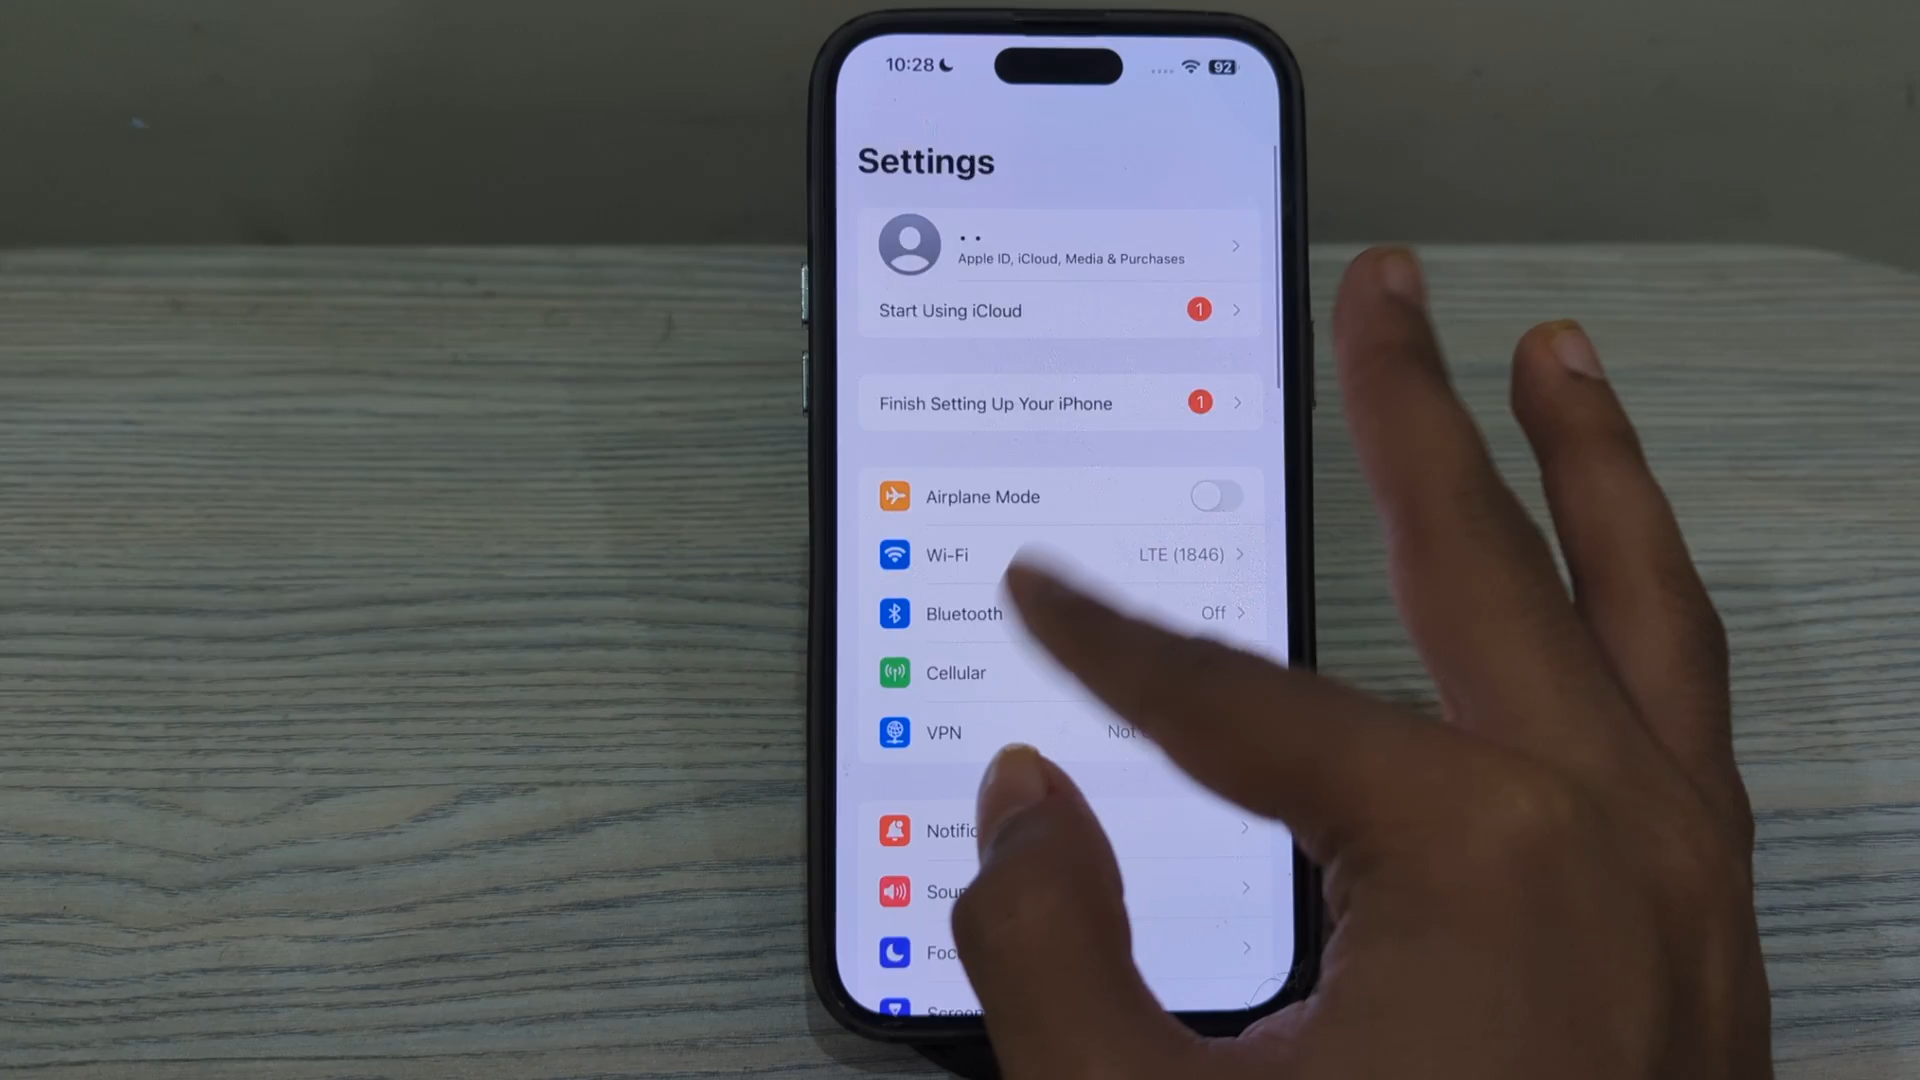 10:28
92
Settings
. .
Apple ID, iCloud, Media & Purchases
Start Using iCloud 1
Finish Setting Up Your iPhone 1
Airplane Mode
Wi-Fi LTE (1846)
Bluetooth Off
Cellular
VPN Not